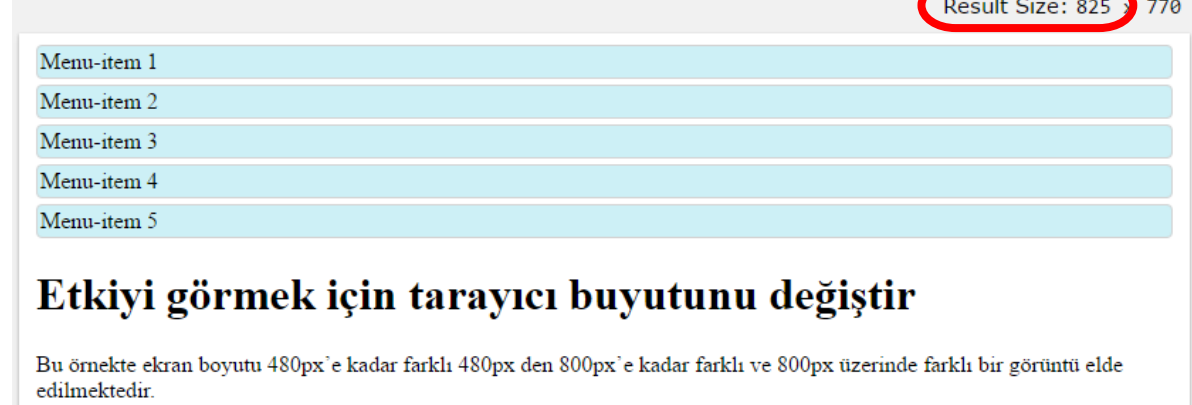 Result Size: 825 x 770
Menu-item 1
Menu-item 2
Menu-item 3
Menu-item 4
Menu-item 5
Etkiyi görmek için tarayıcı buyutunu değiştir
Bu örnekte ekran boyutu 480px`e kadar farklı 480px den 800px`e kadar farklı ve 800px üzerinde farklı bir görüntü elde
edilmektedir.